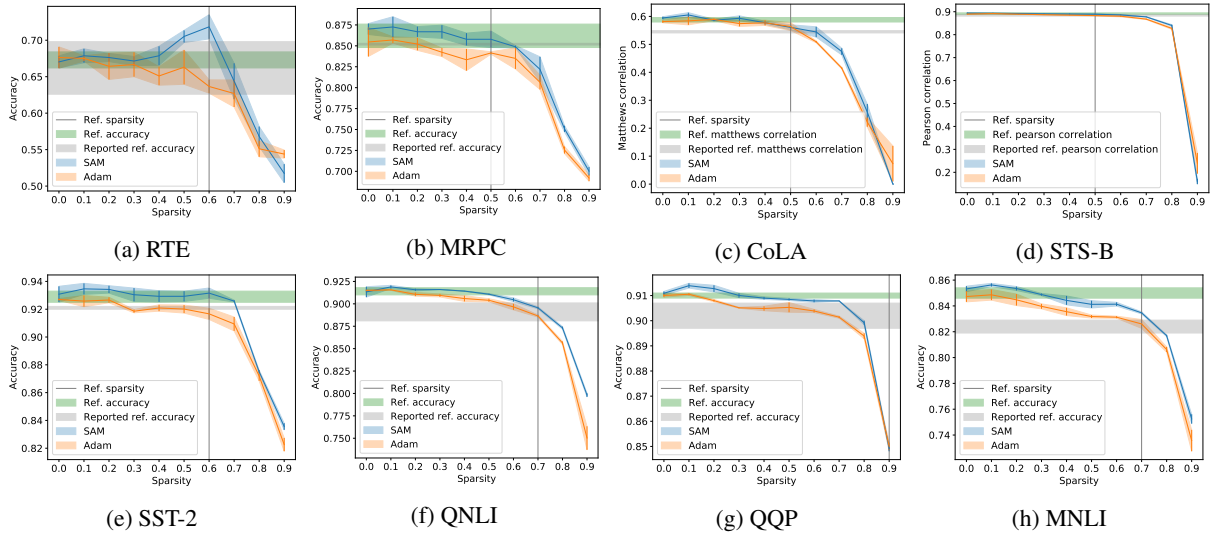 Accuracy
0.70
0.65
0.60
0.55
0.50
Ref. sparsity
Ref. accuracy
Reported ref. accuracy
SAM
Adam
0.0 0.1 0.2 0.3 0.4 0.5 0.6 0.7 0.8 0.9
Sparsity
(a) RTE
Accuracy
0.875
0.850
0.825
0.800
0.775
0.750
0.725
0.700
Ref. sparsity
Ref. accuracy
Reported ref. accuracy
SAM
Adam
0.0 0.1 0.2 0.3 0.4 0.5 0.6 0.7 0.8 0.9
Sparsity
(b) MRPC
Matthews correlation
0.6
0.5
0.4
0.3
0.2
0.1
0.0
Ref. sparsity
Ref. matthews correlation
Reported ref. matthews correlation
SAM
Adam
0.0 0.1 0.2 0.3 0.4 0.5 0.6 0.7 0.8 0.9
Sparsity
(c) CoLA
Pearson correlation
0.9
0.8
0.7
0.6
0.5
0.4
0.3
0.2
Ref. sparsity
Ref. pearson correlation
Reported ref. pearson correlation
SAM
Adam
0.0 0.1 0.2 0.3 0.4 0.5 0.6 0.7 0.8 0.9
Sparsity
(d) STS-B
Accuracy
0.94
0.92
0.90
0.88
0.86
0.84
0.82
Ref. sparsity
Ref. accuracy
Reported ref. accuracy
SAM
Adam
0.0 0.1 0.2 0.3 0.4 0.5 0.6 0.7 0.8 0.9
Sparsity
(e) SST-2
Accuracy
0.925
0.900
0.875
0.850
0.825
0.800
0.775
0.750
Ref. sparsity
Ref. accuracy
Reported ref. accuracy
SAM
Adam
0.0 0.1 0.2 0.3 0.4 0.5 0.6 0.7 0.8 0.9
Sparsity
(f) QNLI
Accuracy
0.91
0.90
0.89
0.88
0.87
0.86
0.85
Ref. sparsity
Ref. accuracy
Reported ref. accuracy
SAM
Adam
0.0 0.1 0.2 0.3 0.4 0.5 0.6 0.7 0.8 0.9
Sparsity
(g) QQP
Accuracy
0.86
0.84
0.82
0.80
0.78
0.76
0.74
Ref. sparsity
Ref. accuracy
Reported ref. accuracy
SAM
Adam
0.0 0.1 0.2 0.3 0.4 0.5 0.6 0.7 0.8 0.9
Sparsity
(h) MNLI